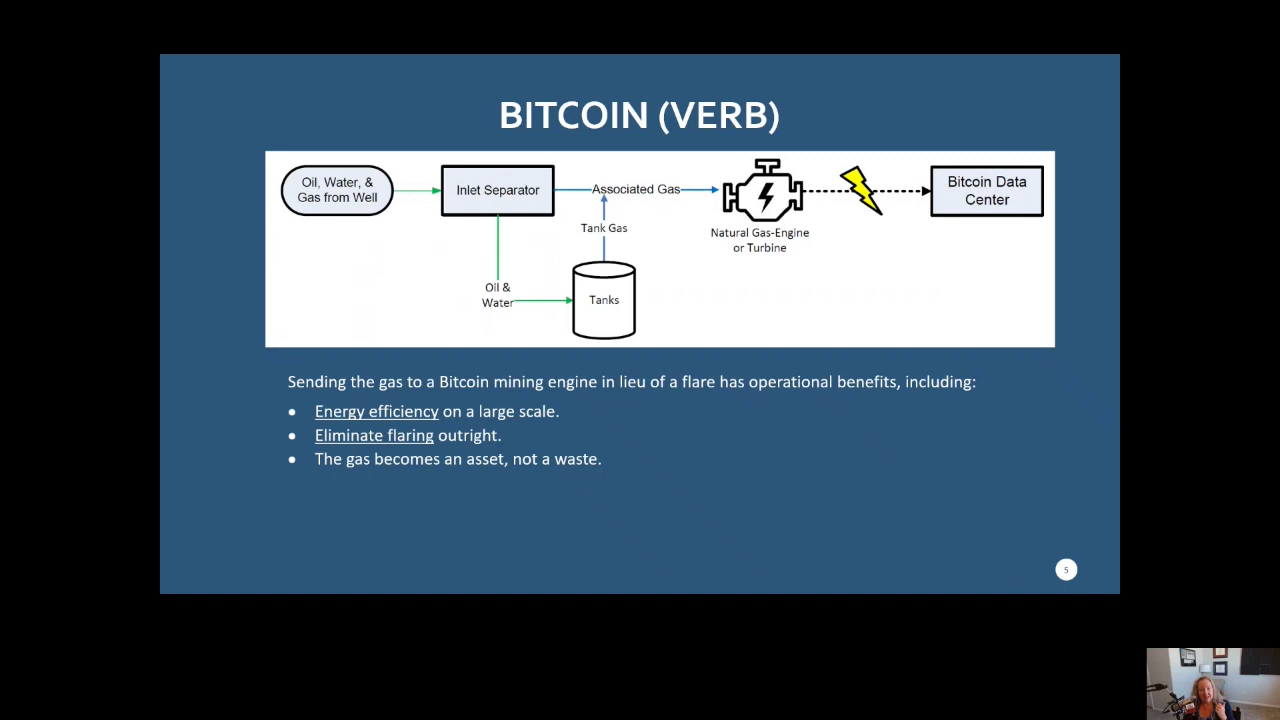 BITCOIN (VERB)
Oil, Water, &
Gas from Well
Inlet Separator
Associated Gas
Bitcoin Data
Center
Tank Gas
Natural Gas-Engine
or Turbine
Oil &
Water
Tanks
Sending the gas to a Bitcoin mining engine in lieu of a flare has operational benefits, including:
• Energy efficiency on a large scale.
• Eliminate flaring outright.
• The gas becomes an asset, not a waste.
5